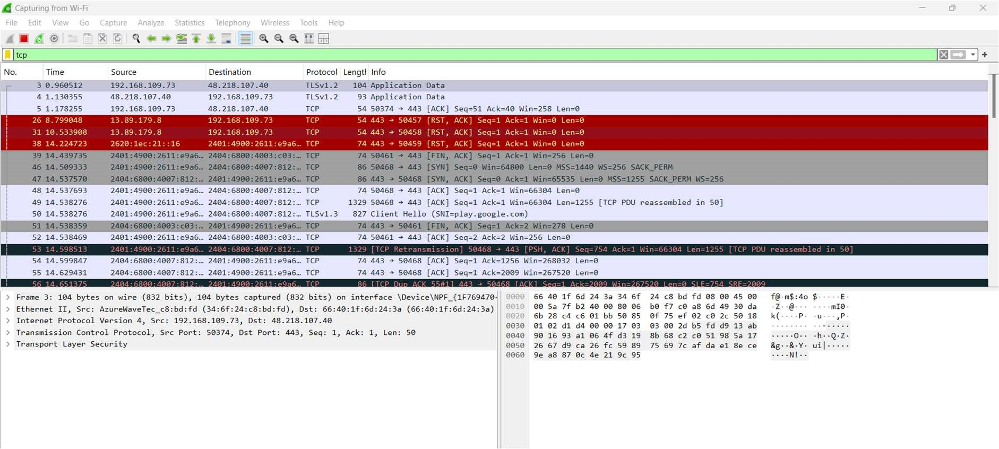 Capturing from Wi-Fi
File Edit View Go Capture Analyze Statistics Telephony Wireless Tools Help
tcp
No. Time Source Destination Protocol Length Info
3 0.960512 192.168.109.73 48.218.107.40 TLSv1.2 104 Application Data
4 1.130355 48.218.107.40 192.168.109.73 TLSv1.2 93 Application Data
5 1.178255 192.168.109.73 48.218.107.40 TCP 54 50374 → 443 [ACK] Seq=51 Ack=40 Win=258 Len=0
26 8.799048 13.89.179.8 192.168.109.73 TCP 54 443 → 50457 [RST, ACK] Seq=1 Ack=1 Win=0 Len=0
31 10.533908 13.89.179.8 192.168.109.73 TCP 54 443 → 50458 [RST, ACK] Seq=1 Ack=1 Win=0 Len=0
38 14.224723 2620:1ec:21::16 2401:4900:2611:e9a6… TCP 74 443 → 50459 [RST, ACK] Seq=1 Ack=1 Win=0 Len=0
39 14.439735 2401:4900:2611:e9a6… 2404:6800:4003:c03:… TCP 74 50461 → 443 [FIN, ACK] Seq=1 Ack=1 Win=256 Len=0
46 14.509333 2401:4900:2611:e9a6… 2404:6800:4007:812:… TCP 86 50468 → 443 [SYN] Seq=0 Win=64800 Len=0 MSS=1440 WS=256 SACK_PERM
47 14.537570 2404:6800:4007:812:… 2401:4900:2611:e9a6… TCP 86 443 → 50468 [SYN, ACK] Seq=0 Ack=1 Win=65535 Len=0 MSS=1255 SACK_PERM WS=256
48 14.537693 2401:4900:2611:e9a6… 2404:6800:4007:812:… TCP 74 50468 → 443 [ACK] Seq=1 Ack=1 Win=66304 Len=0
49 14.538276 2401:4900:2611:e9a6… 2404:6800:4007:812:… TCP 1329 50468 → 443 [ACK] Seq=1 Ack=1 Win=66304 Len=1255 [TCP PDU reassembled in 50]
50 14.538276 2401:4900:2611:e9a6… 2404:6800:4007:812:… TLSv1.3 827 Client Hello (SNI=play.google.com)
51 14.538359 2404:6800:4003:c03:… 2401:4900:2611:e9a6… TCP 74 443 → 50461 [FIN, ACK] Seq=1 Ack=2 Win=278 Len=0
52 14.538469 2401:4900:2611:e9a6… 2404:6800:4003:c03:… TCP 74 50461 → 443 [ACK] Seq=2 Ack=2 Win=256 Len=0
53 14.598513 2401:4900:2611:e9a6… 2404:6800:4007:812:… TCP 1329 [TCP Retransmission] 50468 → 443 [PSH, ACK] Seq=754 Ack=1 Win=66304 Len=1255 [TCP PDU reassembled in 50]
54 14.599847 2404:6800:4007:812:… 2401:4900:2611:e9a6… TCP 74 443 → 50468 [ACK] Seq=1 Ack=1256 Win=268032 Len=0
55 14.629431 2404:6800:4007:812:… 2401:4900:2611:e9a6… TCP 74 443 → 50468 [ACK] Seq=1 Ack=2009 Win=267520 Len=0
56 14.651375 2404:6800:4007:812:… 2401:4900:2611:e9a6… TCP 86 [TCP Dup ACK 55#1] 443 → 50468 [ACK] Seq=1 Ack=2009 Win=267520 Len=0 SLE=754 SRE=2009
Frame 3: 104 bytes on wire (832 bits), 104 bytes captured (832 bits) on interface \Device\NPF_{1F769470-
Ethernet II, Src: AzureWaveTec_c8:bd:fd (34:6f:24:c8:bd:fd), Dst: 66:40:1f:6d:24:3a (66:40:1f:6d:24:3a)
Internet Protocol Version 4, Src: 192.168.109.73, Dst: 48.218.107.40
Transmission Control Protocol, Src Port: 50374, Dst Port: 443, Seq: 1, Ack: 1, Len: 50
Transport Layer Security
0000 66 40 1f 6d 24 3a 34 6f 24 c8 bd fd 08 00 45 00 f@·m$:4o $·····E·
0010 00 5a 7f b2 40 00 80 06 b0 f7 c0 a8 6d 49 30 da ·Z··@··· ····mI0·
0020 6b 28 c4 c6 01 bb 50 85 0f 75 ef 02 c0 2c 50 18 k(····P· ·u···,P·
0030 01 02 d1 d4 00 00 17 03 03 00 2d b5 fd d9 13 ab ········ ··-·····
0040 90 16 93 a1 06 4f d3 19 8b 68 c2 c0 51 98 5a 17 ·····O·· ·h··Q·Z·
0050 26 67 d9 ca 26 fc 59 89 75 69 7c af da e1 8e ce &g··&·Y· ui|·····
0060 9e a8 87 0c 4e 21 9c 95 ····N!··